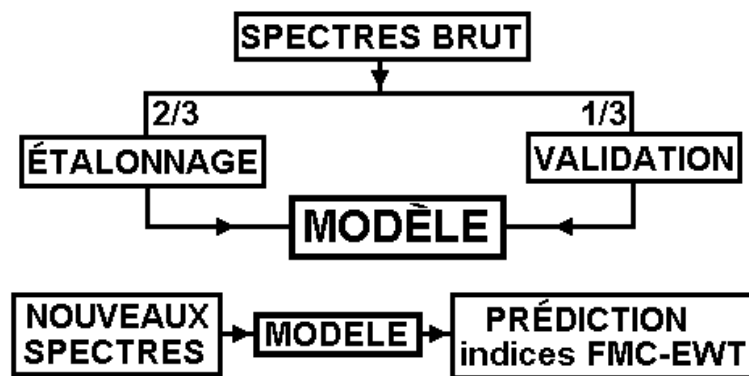 SPECTRES BRUT
2/3
1/3
ÉTALONNAGE
VALIDATION
MODÈLE
NOUVEAUX
SPECTRES
MODELE
PRÉDICTION
indices FMC-EWT